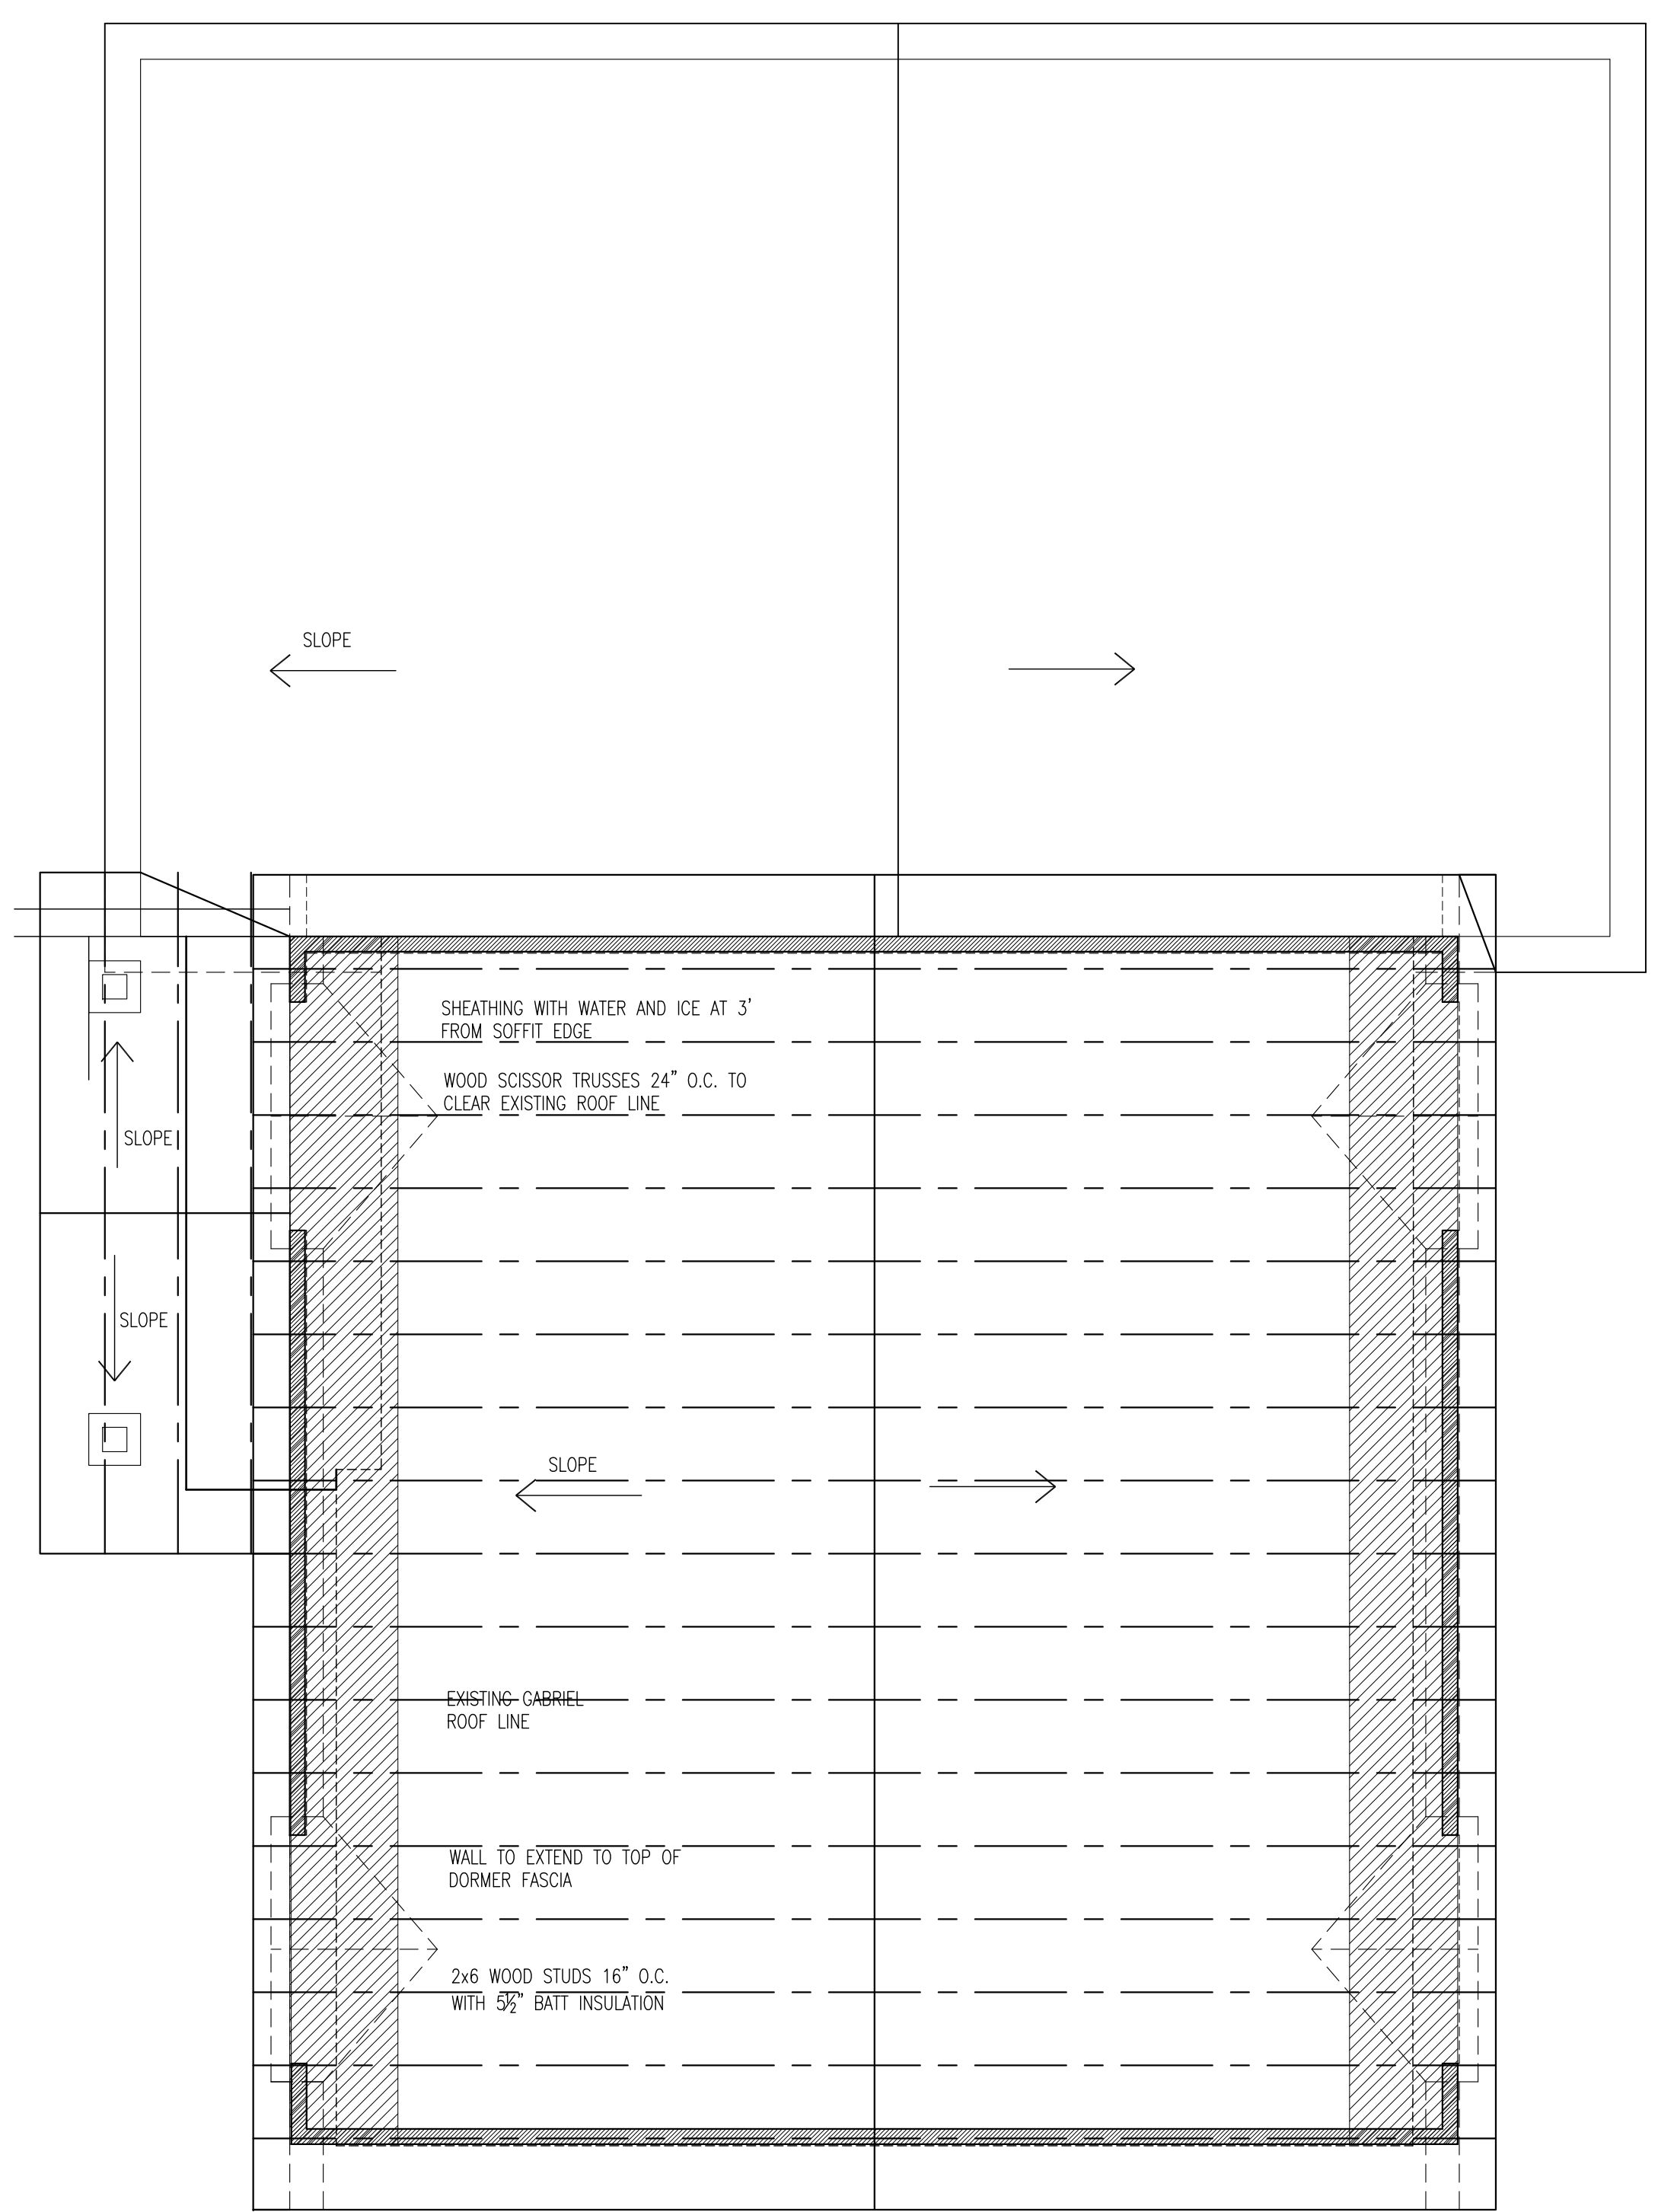 SLOPE
SHEATHING WITH WATER AND ICE AT 3'
FROM SOFFIT EDGE
WOOD SCISSOR TRUSSES 24" O.C. TO
CLEAR EXISTING ROOF LINE
SLOPE
SLOPE
SLOPE
EXISTING GABRIEL
ROOF LINE
WALL TO EXTEND TO TOP OF
DORMER FASCIA
2x6 WOOD STUDS 16" O.C.
WITH 5½" BATT INSULATION